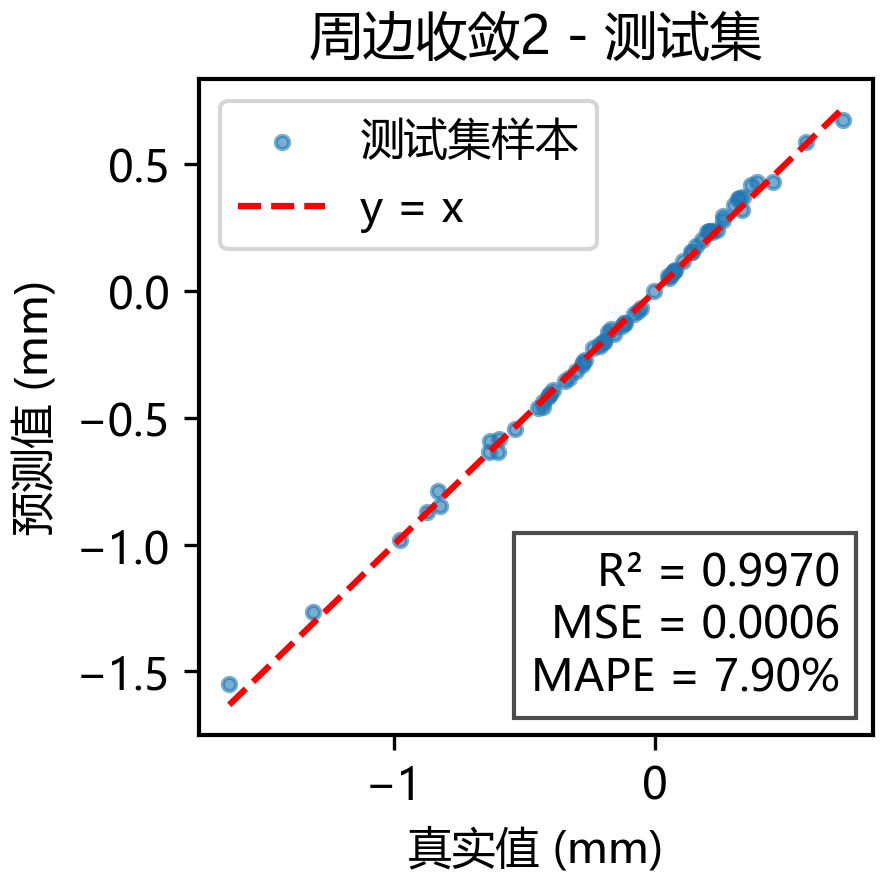 周边收敛2 - 测试集
测试集样本
y = x
预测值 (mm)
0.5
0.0
−0.5
−1.0
−1.5
R² = 0.9970
MSE = 0.0006
MAPE = 7.90%
−1
0
真实值 (mm)